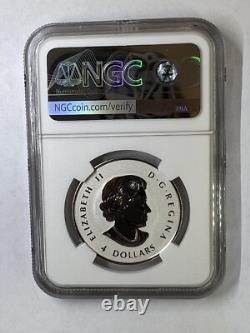 NGC
NGCcoin.com/verify
ELIZABETH II D·G·REGINA
4 DOLLARS